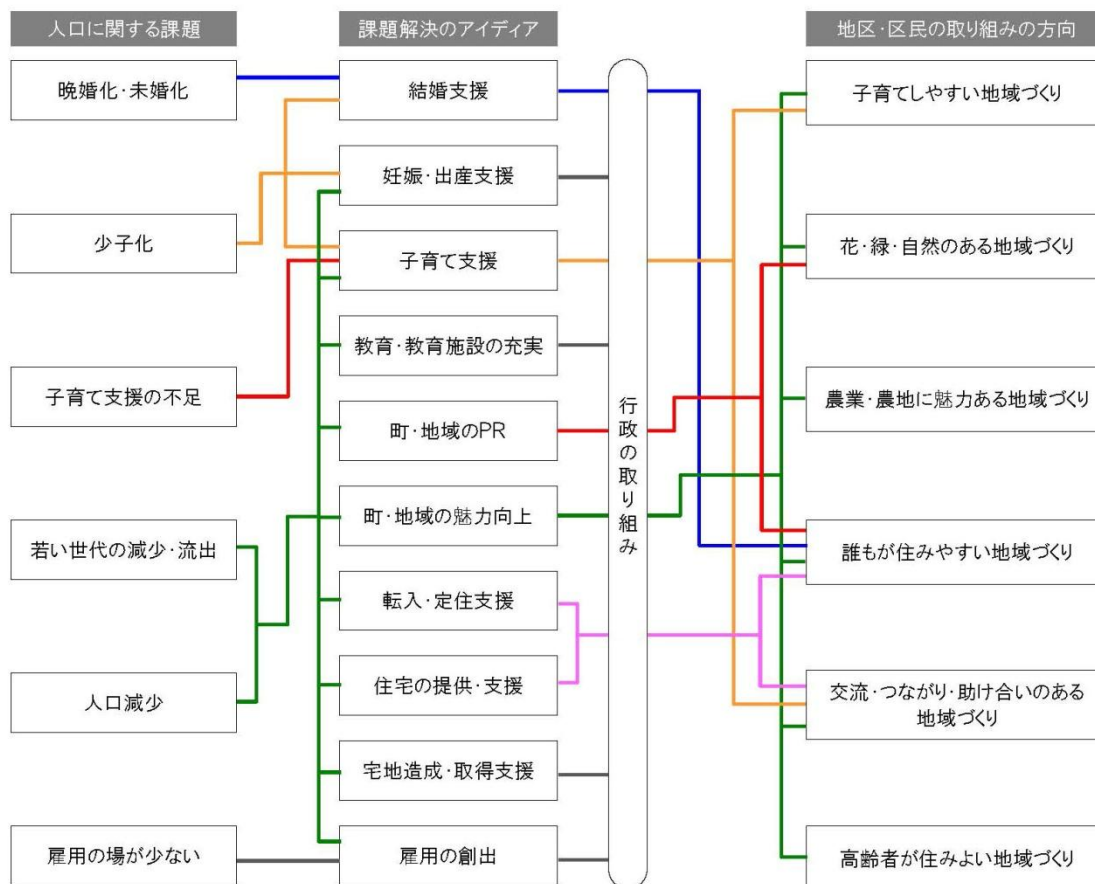 人口に関する課題
課題解決のアイディア
地区・区民の取り組みの方向
晩婚化・未婚化
少子化
子育て支援の不足
若い世代の減少・流出
人口減少
雇用の場が少ない
結婚支援
妊娠・出産支援
子育て支援
教育・教育施設の充実
町・地域のPR
町・地域の魅力向上
転入・定住支援
住宅の提供・支援
宅地造成・取得支援
雇用の創出
行政の取り組み
子育てしやすい地域づくり
花・緑・自然のある地域づくり
農業・農地に魅力ある地域づくり
誰もが住みやすい地域づくり
交流・つながり・助け合いのある
地域づくり
高齢者が住みよい地域づくり